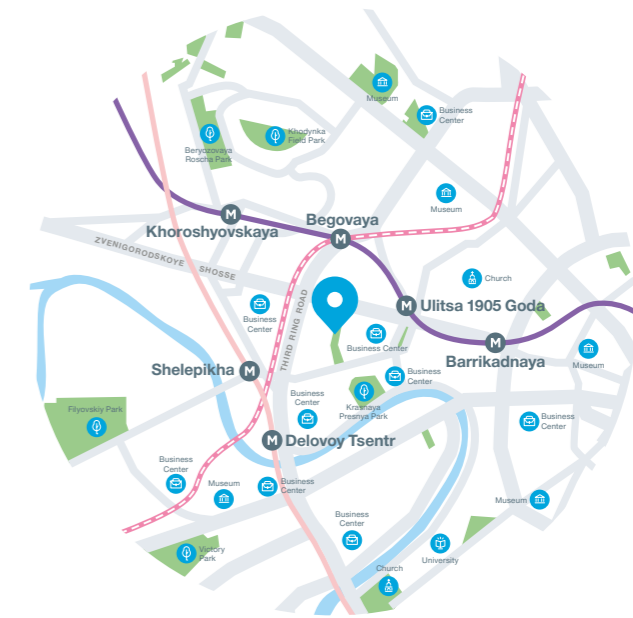 Museum
Business
Center
Khodynka
Field Park
Beryozovaya
Roscha Park
Museum
M
Khoroshyovskaya
Begovaya
M
ZVENIGORODSKOYE SHOSSE
Church
THIRD RING ROAD
Business
Center
M
Ulitsa 1905 Goda
Business Center
M
Barrikadnaya
Museum
Shelepikha
M
Business
Center
Business
Center
Krasnaya
Presnya Park
Filyovskiy Park
Business
Center
M
Delovoy Tsentr
Business
Center
Museum
Business
Center
Museum
Business
Center
Victory
Park
University
Church